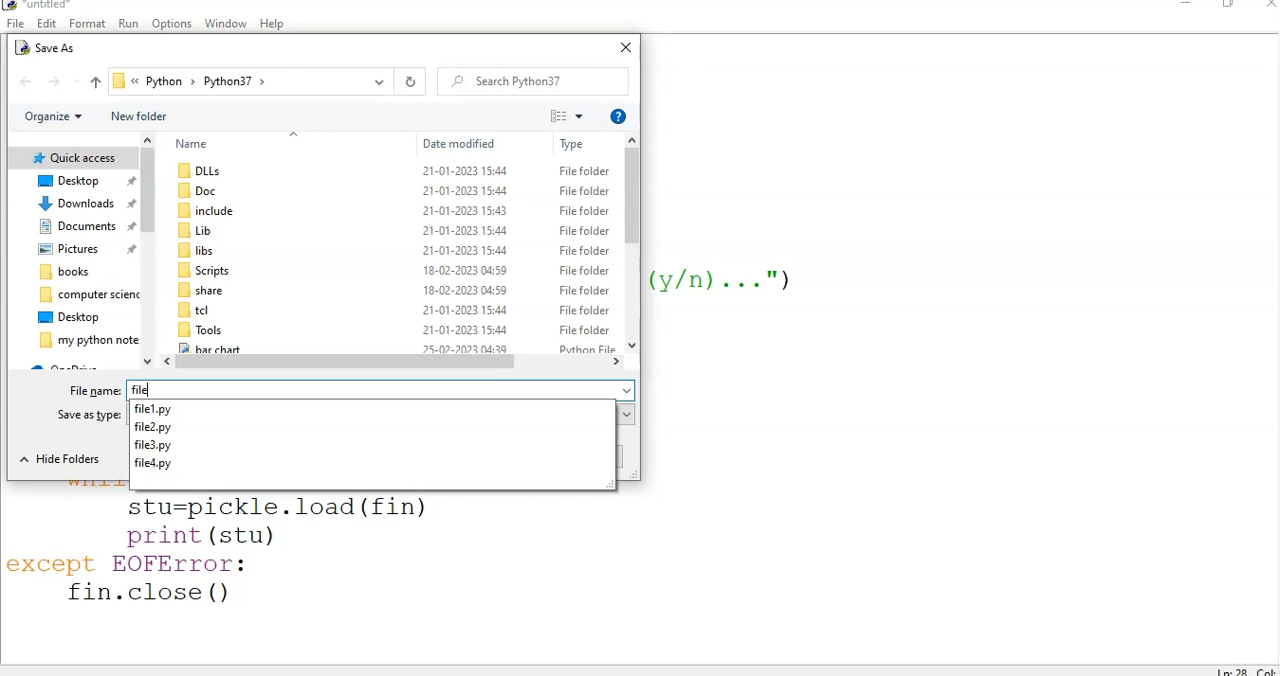 *untitled*
File Edit Format Run Options Window Help
Save As
Python Python37
Search Python37
Organize New folder
Name Date modified Type
Quick access
Desktop
Downloads
Documents
Pictures
books
computer scienc
Desktop
my python note
DLLs 21-01-2023 15:44 File folder
Doc 21-01-2023 15:44 File folder
include 21-01-2023 15:43 File folder
Lib 21-01-2023 15:44 File folder
libs 21-01-2023 15:44 File folder
Scripts 18-02-2023 04:59 File folder
share 18-02-2023 04:59 File folder
tcl 21-01-2023 15:44 File folder
Tools 21-01-2023 15:44 File folder
bar chart 25-02-2023 04:39 Python File
File name: file
Save as type:
file1.py
file2.py
file3.py
file4.py
Hide Folders
(y/n)...")
stu=pickle.load(fin)
print(stu)
except EOFError:
fin.close()
Ln: 28 Col: